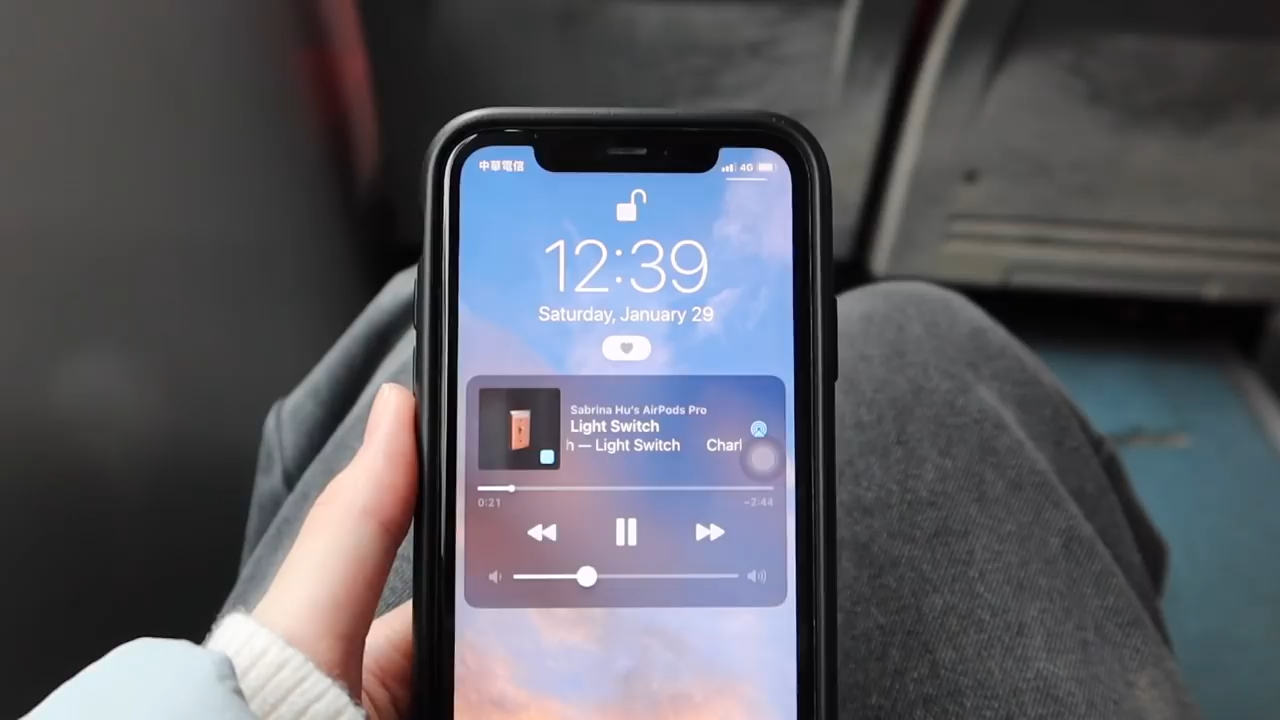 中華電信
4G
12:39
Saturday, January 29
Sabrina Hu's AirPods Pro
Light Switch
h — Light Switch Charl
0:21
-2:44